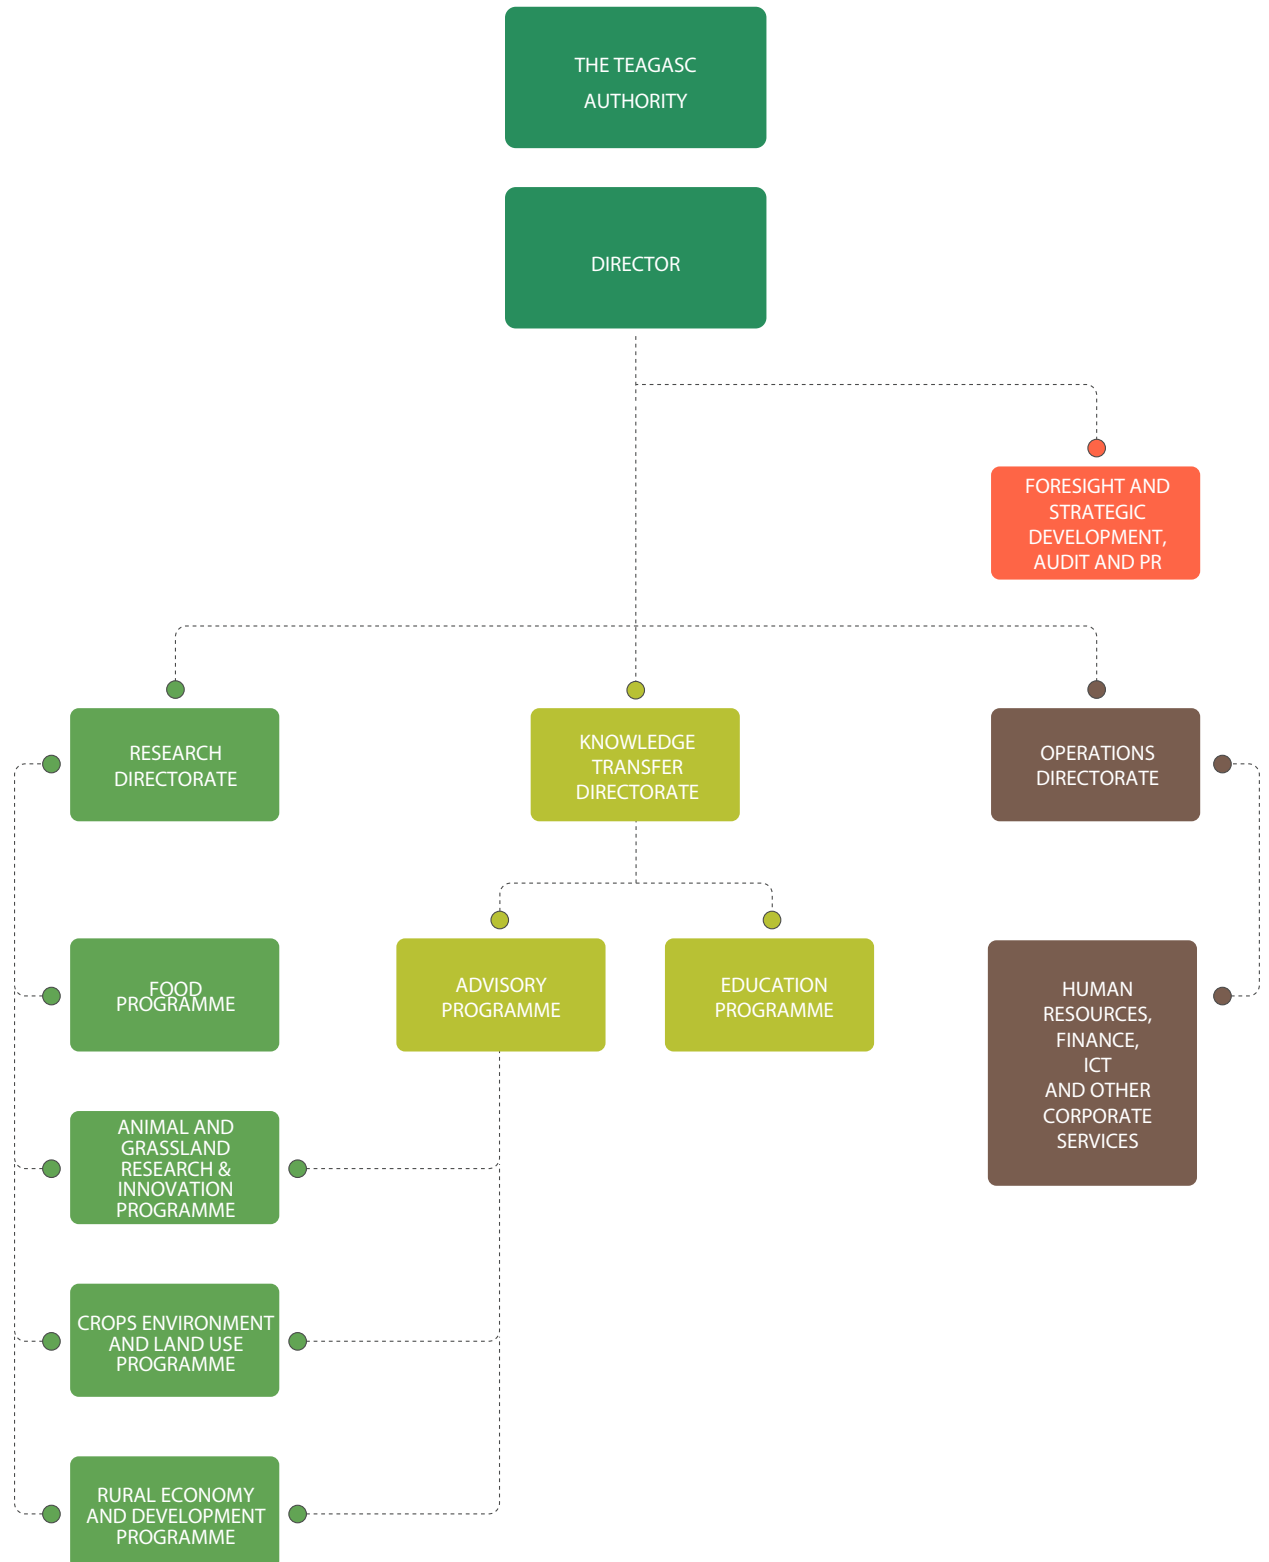 THE TEAGASC
AUTHORITY
DIRECTOR
FORESIGHT AND
STRATEGIC
DEVELOPMENT,
AUDIT AND PR
RESEARCH
DIRECTORATE
KNOWLEDGE
TRANSFER
DIRECTORATE
OPERATIONS
DIRECTORATE
FOOD
PROGRAMME
ADVISORY
PROGRAMME
EDUCATION
PROGRAMME
HUMAN
RESOURCES,
FINANCE,
ICT
AND OTHER
CORPORATE
SERVICES
ANIMAL AND
GRASSLAND
RESEARCH &
INNOVATION
PROGRAMME
CROPS ENVIRONMENT
AND LAND USE
PROGRAMME
RURAL ECONOMY
AND DEVELOPMENT
PROGRAMME